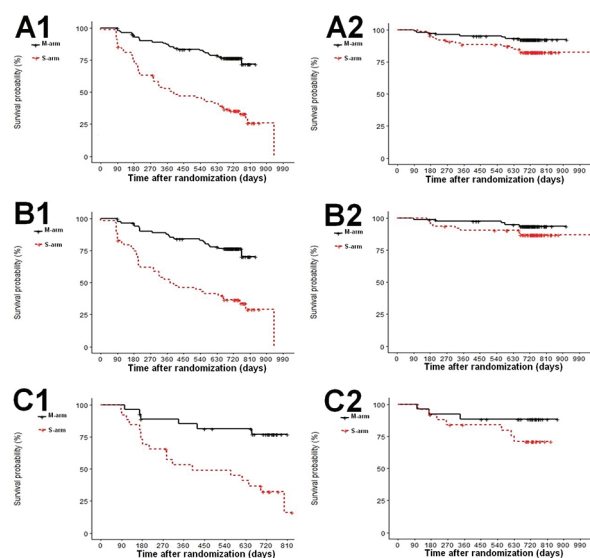 A1
M-arm
S-arm
Survival probability (%)
100
75
50
25
0
0 90 180 270 360 450 540 630 720 810 900 990
Time after randomization (days)
A2
M-arm
S-arm
Survival probability (%)
100
75
50
25
0
0 90 180 270 360 450 540 630 720 810 900 990
Time after randomization (days)
B1
M-arm
S-arm
Survival probability (%)
100
75
50
25
0
0 90 180 270 360 450 540 630 720 810 900 990
Time after randomization (days)
B2
M-arm
S-arm
Survival probability (%)
100
75
50
25
0
0 90 180 270 360 450 540 630 720 810 900 990
Time after randomization (days)
C1
M-arm
S-arm
Survival probability (%)
100
75
50
25
0
0 90 180 270 360 450 540 630 720 810
Time after randomization (days)
C2
M-arm
S-arm
Survival probability (%)
100
75
50
25
0
0 90 180 270 360 450 540 630 720 810 900 990
Time after randomization (days)